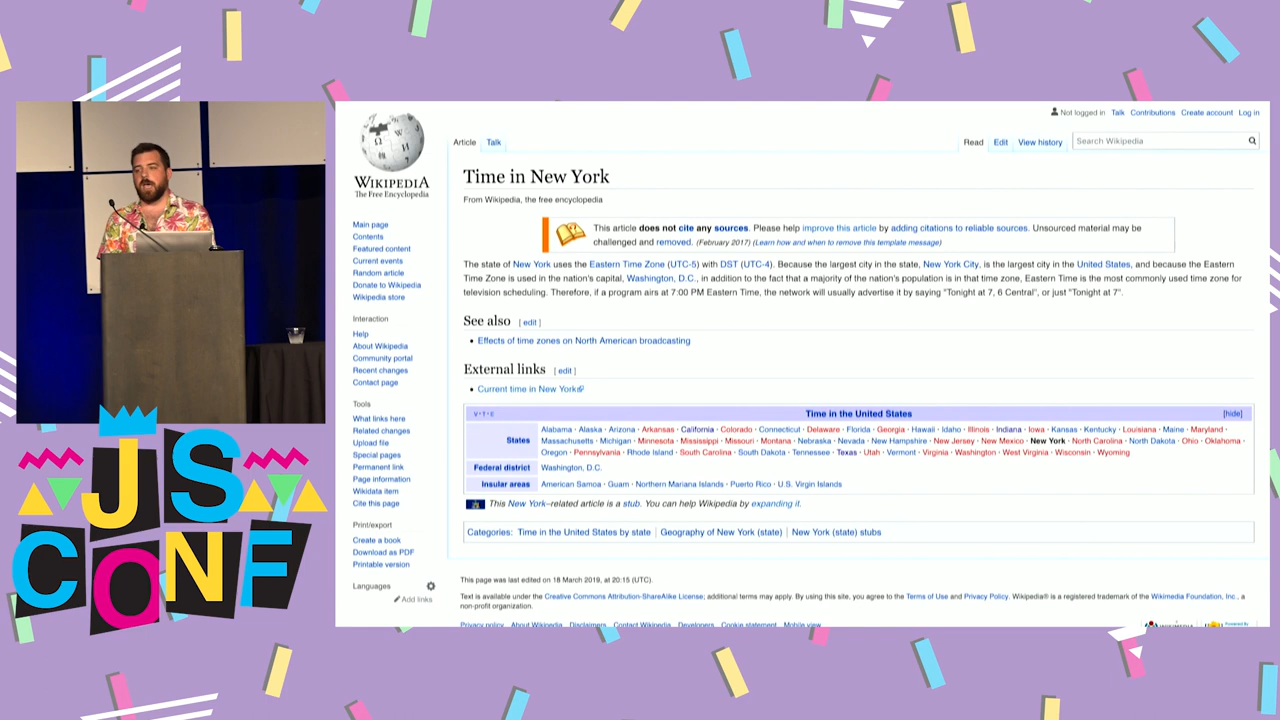 Not logged in Talk Contributions Create account Log in
Article Talk
Read Edit View history Search Wikipedia
WIKIPEDIA
The Free Encyclopedia
Main page
Contents
Featured content
Current events
Random article
Donate to Wikipedia
Wikipedia store
Interaction
Help
About Wikipedia
Community portal
Recent changes
Contact page
Tools
What links here
Related changes
Upload file
Special pages
Permanent link
Page information
Wikidata item
Cite this page
Print/export
Create a book
Download as PDF
Printable version
Languages
Add links
Time in New York
From Wikipedia, the free encyclopedia
This article does not cite any sources. Please help improve this article by adding citations to reliable sources. Unsourced material may be
challenged and removed. (February 2017) (Learn how and when to remove this template message)
The state of New York uses the Eastern Time Zone (UTC-5) with DST (UTC-4). Because the largest city in the state, New York City, is the largest city in the United States, and because the Eastern
Time Zone is used in the nation's capital, Washington, D.C., in addition to the fact that a majority of the nation's population is in that time zone, Eastern Time is the most commonly used time zone for
television scheduling. Therefore, if a program airs at 7:00 PM Eastern Time, the network will usually advertise it by saying "Tonight at 7, 6 Central", or just "Tonight at 7".
See also [ edit ]
• Effects of time zones on North American broadcasting
External links [ edit ]
• Current time in New York
V·T·E Time in the United States [hide]
States
Alabama · Alaska · Arizona · Arkansas · California · Colorado · Connecticut · Delaware · Florida · Georgia · Hawaii · Idaho · Illinois · Indiana · Iowa · Kansas · Kentucky · Louisiana · Maine · Maryland ·
Massachusetts · Michigan · Minnesota · Mississippi · Missouri · Montana · Nebraska · Nevada · New Hampshire · New Jersey · New Mexico · New York · North Carolina · North Dakota · Ohio · Oklahoma ·
Oregon · Pennsylvania · Rhode Island · South Carolina · South Dakota · Tennessee · Texas · Utah · Vermont · Virginia · Washington · West Virginia · Wisconsin · Wyoming
Federal district Washington, D.C.
Insular areas American Samoa · Guam · Northern Mariana Islands · Puerto Rico · U.S. Virgin Islands
This New York–related article is a stub. You can help Wikipedia by expanding it.
Categories: Time in the United States by state | Geography of New York (state) | New York (state) stubs
This page was last edited on 18 March 2019, at 20:15 (UTC).
Text is available under the Creative Commons Attribution-ShareAlike License; additional terms may apply. By using this site, you agree to the Terms of Use and Privacy Policy. Wikipedia® is a registered trademark of the Wikimedia Foundation, Inc., a
non-profit organization.
Privacy policy About Wikipedia Disclaimers Contact Wikipedia Developers Cookie statement Mobile view
Powered By
JS
CONF